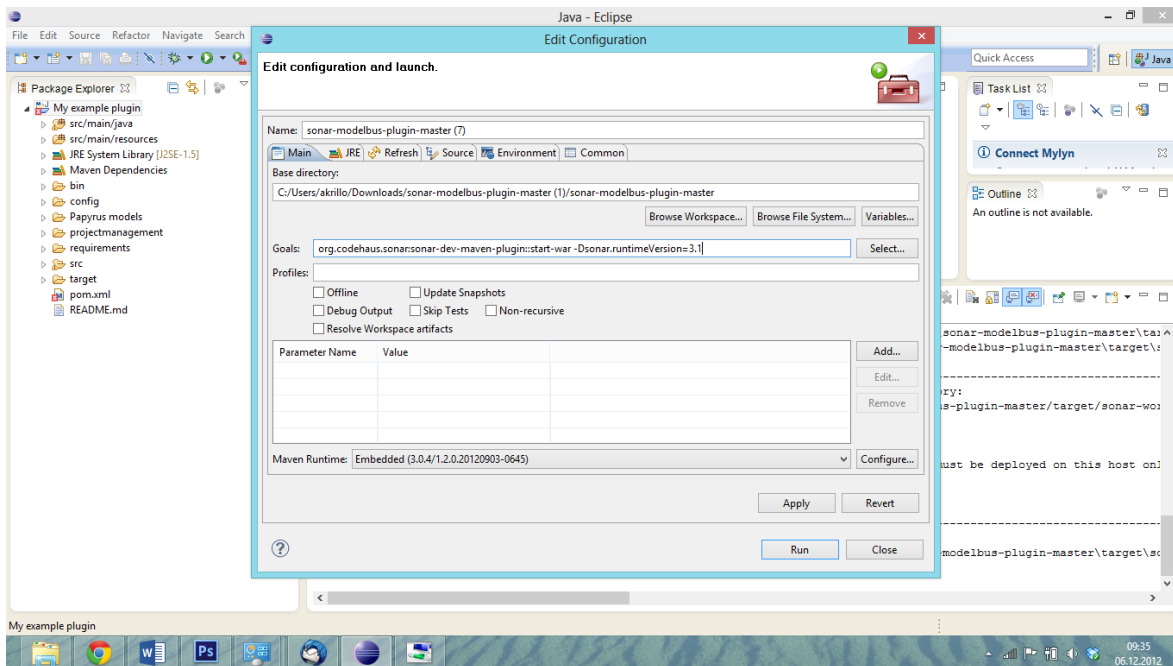 Java - Eclipse
File Edit Source Refactor Navigate Search
Quick Access
Java
Package Explorer
My example plugin
src/main/java
src/main/resources
JRE System Library [J2SE-1.5]
Maven Dependencies
bin
config
Papyrus models
projectmanagement
requirements
src
target
pom.xml
README.md
Edit Configuration
Edit configuration and launch.
Name: sonar-modelbus-plugin-master (7)
Main JRE Refresh Source Environment Common
Base directory:
C:/Users/akrillo/Downloads/sonar-modelbus-plugin-master (1)/sonar-modelbus-plugin-master
Browse Workspace... Browse File System... Variables...
Goals: org.codehaus.sonar:sonar-dev-maven-plugin::start-war -Dsonar.runtimeVersion=3.1 Select...
Profiles:
Offline Update Snapshots
Debug Output Skip Tests Non-recursive
Resolve Workspace artifacts
Parameter Name Value
Add...
Edit...
Remove
Maven Runtime: Embedded (3.0.4/1.2.0.20120903-0645) Configure...
Apply Revert
Run Close
Task List
Connect Mylyn
Outline
An outline is not available.
sonar-modelbus-plugin-master\tar
-modelbus-plugin-master\target\s
---
ry:
s-plugin-master/target/sonar-wor
ust be deployed on this host onl
---
modelbus-plugin-master\target\so
My example plugin
W Ps
09:35
06.12.2012